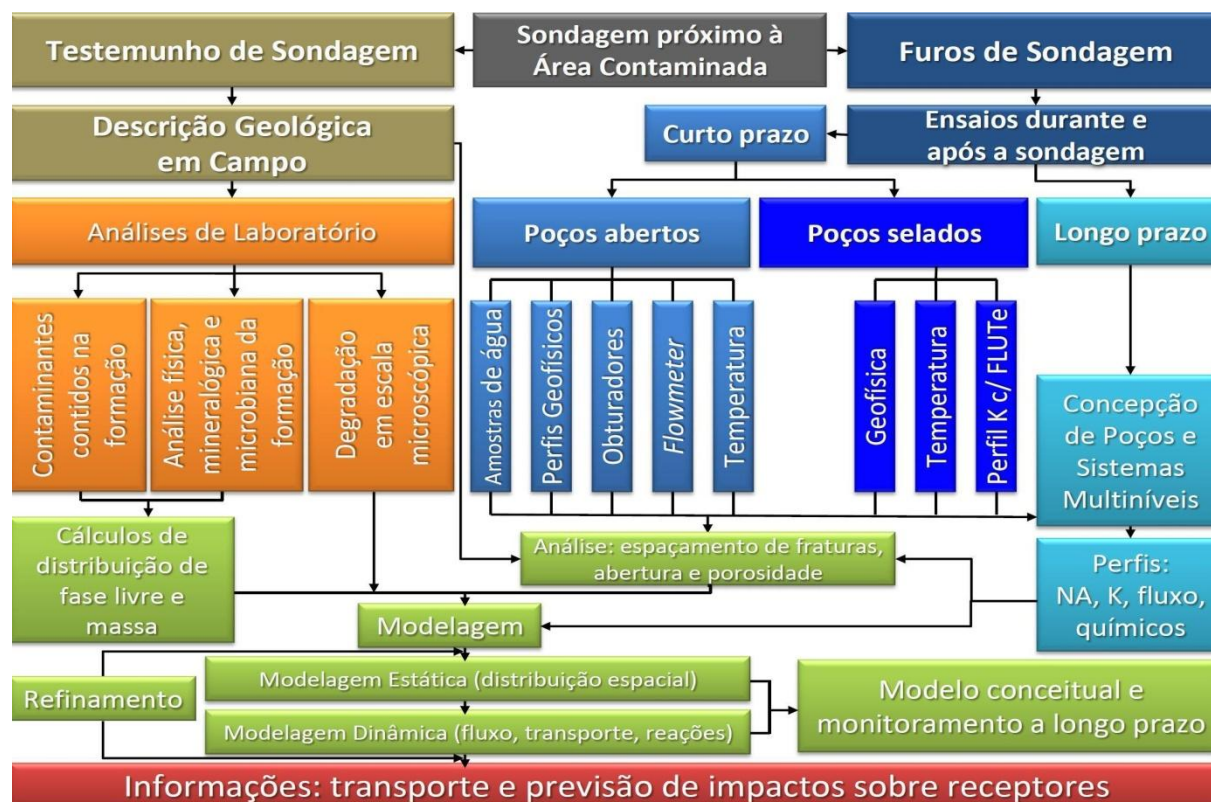 Testemunho de Sondagem
Sondagem próximo à
Área Contaminada
Furos de Sondagem
Descrição Geológica
em Campo
Curto prazo
Ensaios durante e
após a sondagem
Análises de Laboratório
Poços abertos
Poços selados
Longo prazo
Contaminantes
contidos na
formação
Análise física,
mineralógica e
microbiana da
formação
Degradação
em escala
microscópica
Amostras de água
Perfis Geofísicos
Obturadores
Flowmeter
Temperatura
Geofísica
Temperatura
Perfil K c/ FLUTe
Concepção
de Poços e
Sistemas
Multiníveis
Cálculos de
distribuição de
fase livre e
massa
Análise: espaçamento de fraturas,
abertura e porosidade
Perfis:
NA, K, fluxo,
químicos
Modelagem
Refinamento
Modelagem Estática (distribuição espacial)
Modelagem Dinâmica (fluxo, transporte, reações)
Modelo conceitual e
monitoramento a longo prazo
Informações: transporte e previsão de impactos sobre receptores